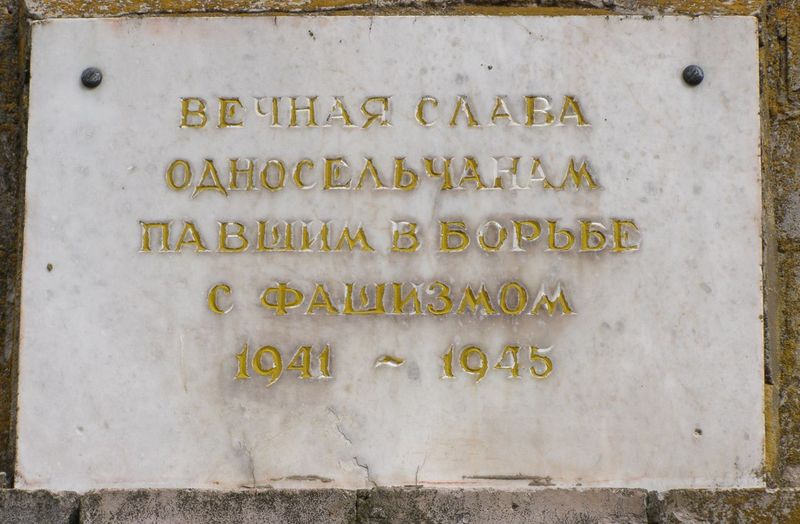 ВЕЧНАЯ СЛАВА
ОДНОСЕЛЬЧАНАМ
ПАВШИМ В БОРЬБЕ
С ФАШИЗМОМ
1941 ~ 1945